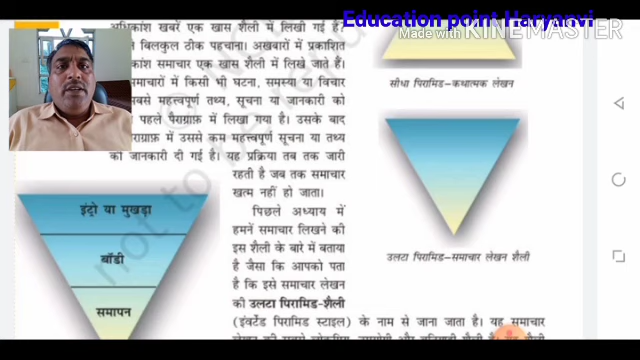 Education point Haryanvi
Made with KINEMASTER
अधिकांश खबरें एक खास शैली में लिखी गई हैं।
बिलकुल ठीक पहचाना। अखबारों में प्रकाशित
समाचार एक खास शैली में लिखे जाते हैं।
समाचारों में किसी भी घटना, समस्या या विचार
सबसे महत्त्वपूर्ण तथ्य, सूचना या जानकारी को
पहले पैराग्राफ़ में लिखा गया है। उसके बाद
में उससे कम महत्त्वपूर्ण सूचना या तथ्य
की जानकारी दी गई है। यह प्रक्रिया तब तक जारी
रहती है जब तक समाचार
खत्म नहीं हो जाता।
पिछले अध्याय में
हमनें समाचार लिखने की
इस शैली के बारे में बताया
है जैसा कि आपको पता
है कि इसे समाचार लेखन
की उलटा पिरामिड-शैली
(इंवर्टेड पिरामिड स्टाइल) के नाम से जाना जाता है। यह समाचार
इंट्रो या मुखड़ा
बॉडी
समापन
सीधा पिरामिड-कथात्मक लेखन
उलटा पिरामिड-समाचार लेखन शैली
not to be